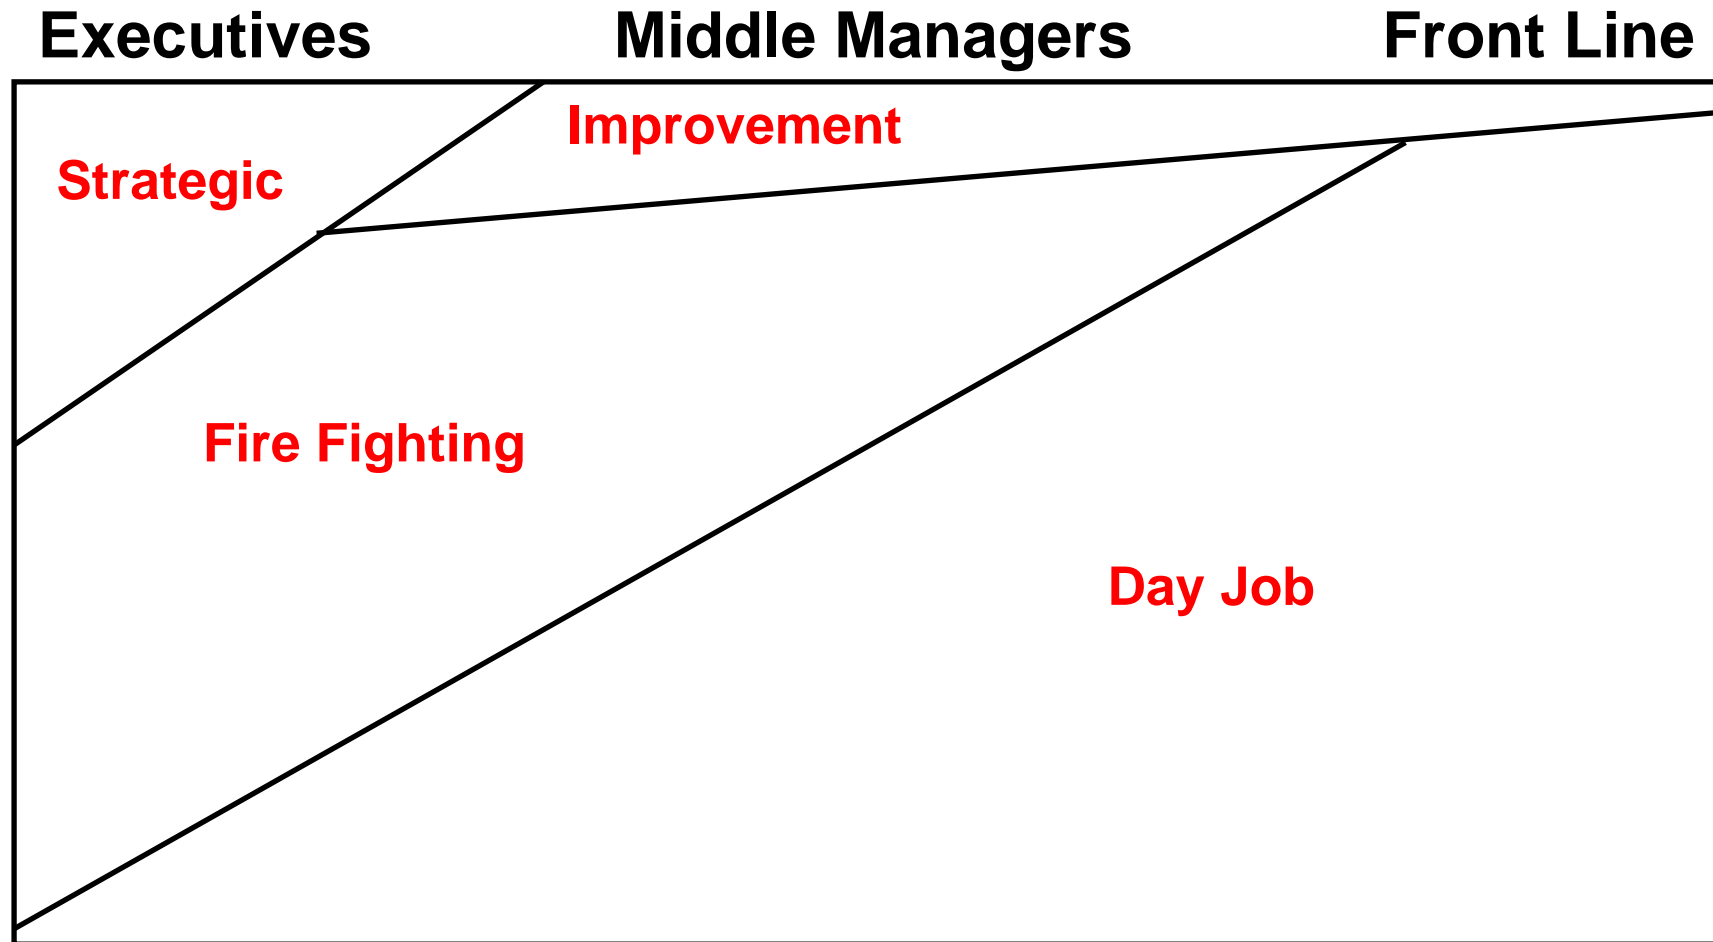 Executives Middle Managers Front Line
Improvement
Strategic
Fire Fighting
Day Job